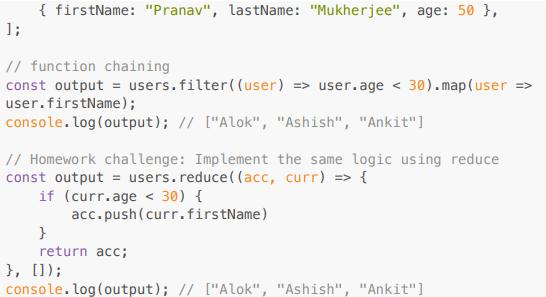 { firstName: "Pranav", lastName: "Mukherjee", age: 50 },
];
// function chaining
const output = users.filter((user) => user.age < 30).map(user =>
user.firstName);
console.log(output); // ["Alok", "Ashish", "Ankit"]
// Homework challenge: Implement the same logic using reduce
const output = users.reduce((acc, curr) => {
if (curr.age < 30) {
acc.push(curr.firstName)
}
return acc;
}, []);
console.log(output); // ["Alok", "Ashish", "Ankit"]